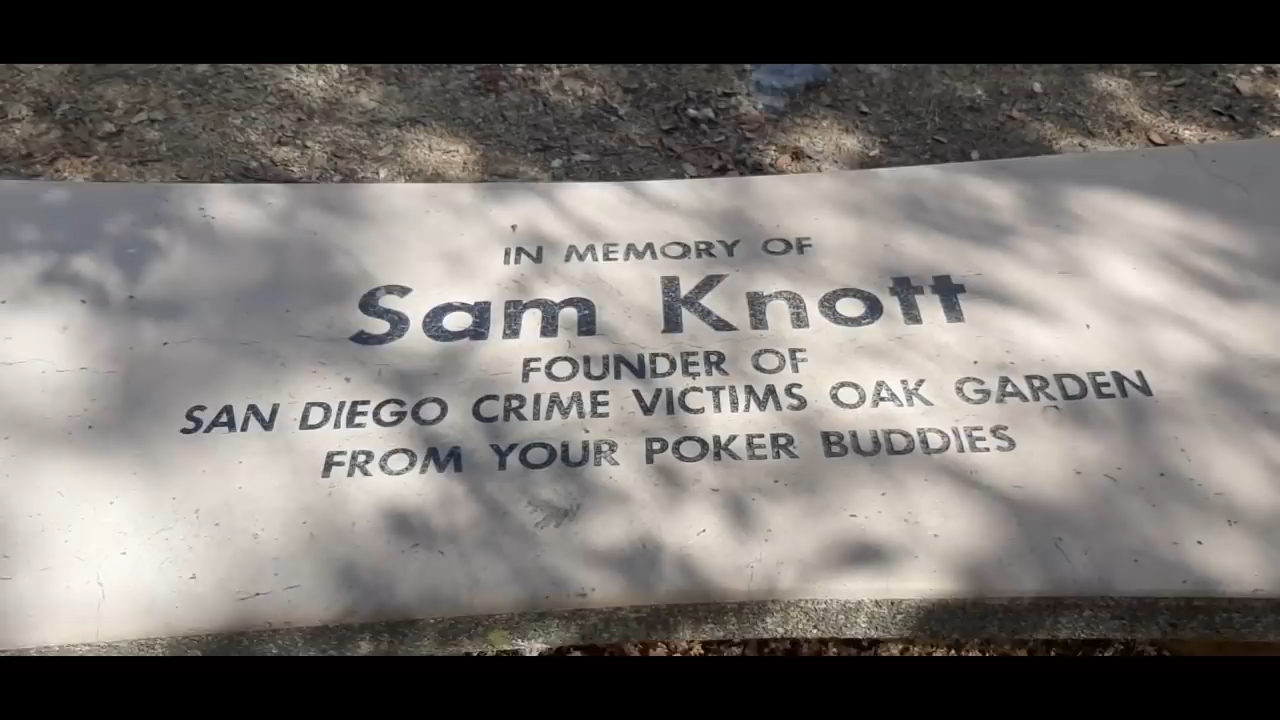 IN MEMORY OF
Sam Knott
FOUNDER OF
SAN DIEGO CRIME VICTIMS OAK GARDEN
FROM YOUR POKER BUDDIES